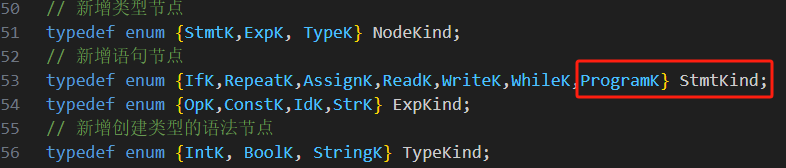 50 // 新增类型节点
51 typedef enum {StmtK,ExpK, TypeK} NodeKind;
52 // 新增语句节点
53 typedef enum {IfK,RepeatK,AssignK,ReadK,WriteK,WhileK,ProgramK} StmtKind;
54 typedef enum {OpK,ConstK,IdK,StrK} ExpKind;
55 // 新增创建类型的语法节点
56 typedef enum {IntK, BoolK, StringK} TypeKind;